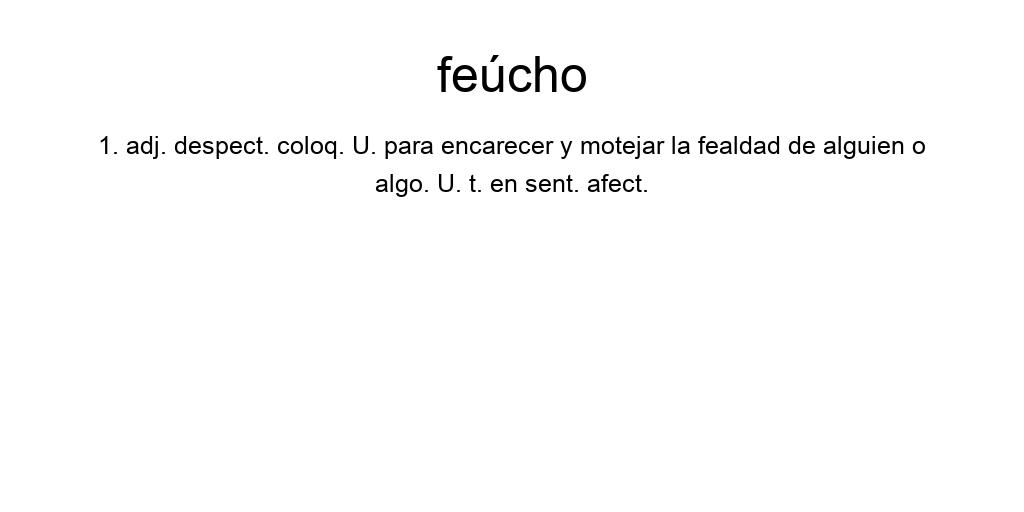 feúcho
1. adj. despect. coloq. U. para encarecer y motejar la fealdad de alguien o
algo. U. t. en sent. afect.